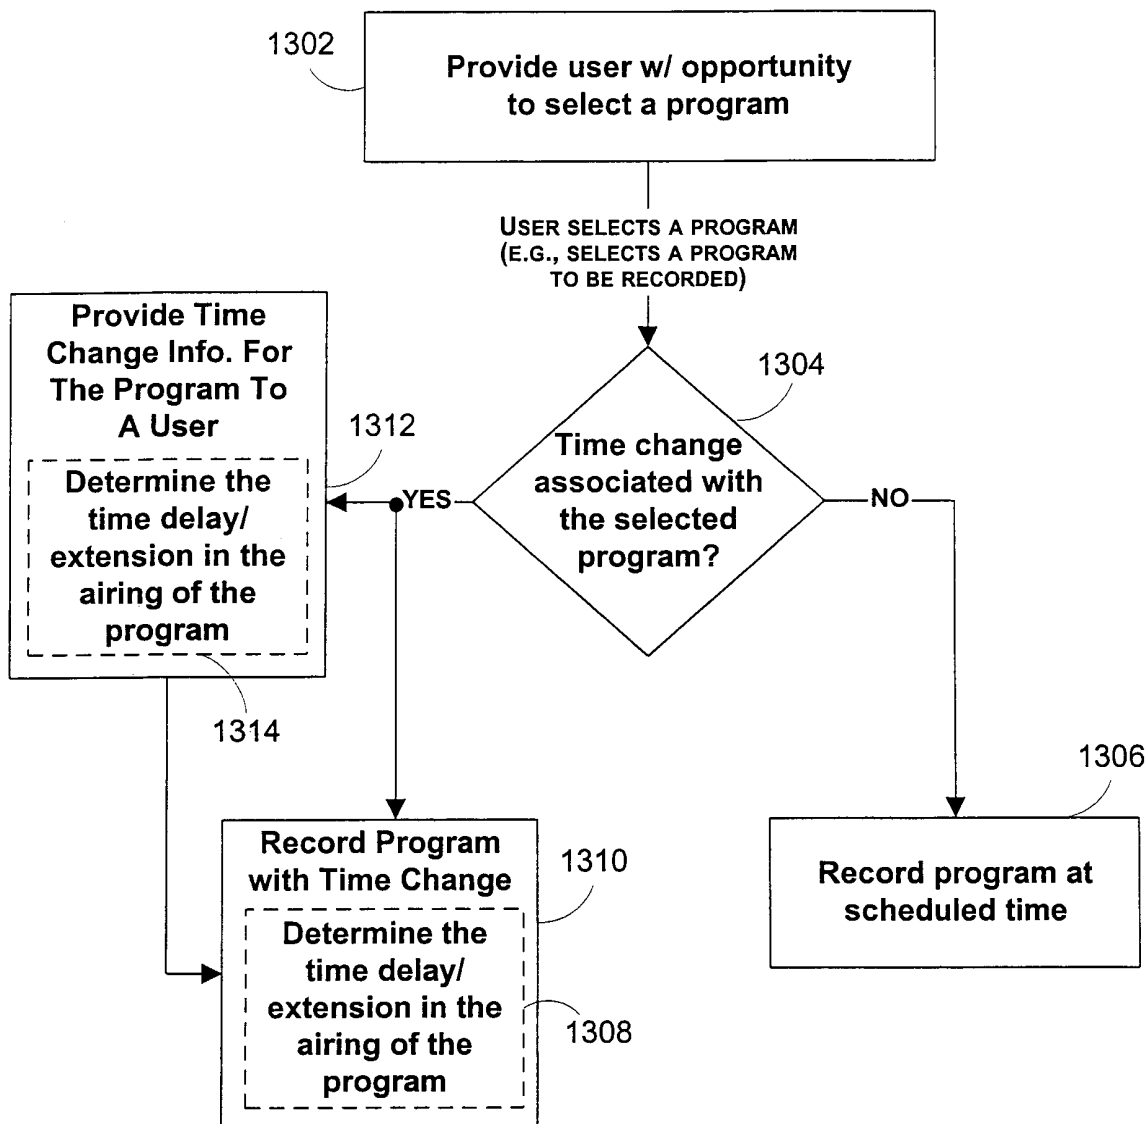 1302
Provide user w/ opportunity
to select a program
USER SELECTS A PROGRAM
(E.G., SELECTS A PROGRAM
TO BE RECORDED)
Provide Time
Change Info. For
The Program To
A User
1312
Determine the
time delay/
extension in the
airing of the
program
1314
1304
Time change
associated with
the selected
program?
YES
NO
1306
Record program at
scheduled time
Record Program
with Time Change
1310
Determine the
time delay/
extension in the
airing of the
program
1308